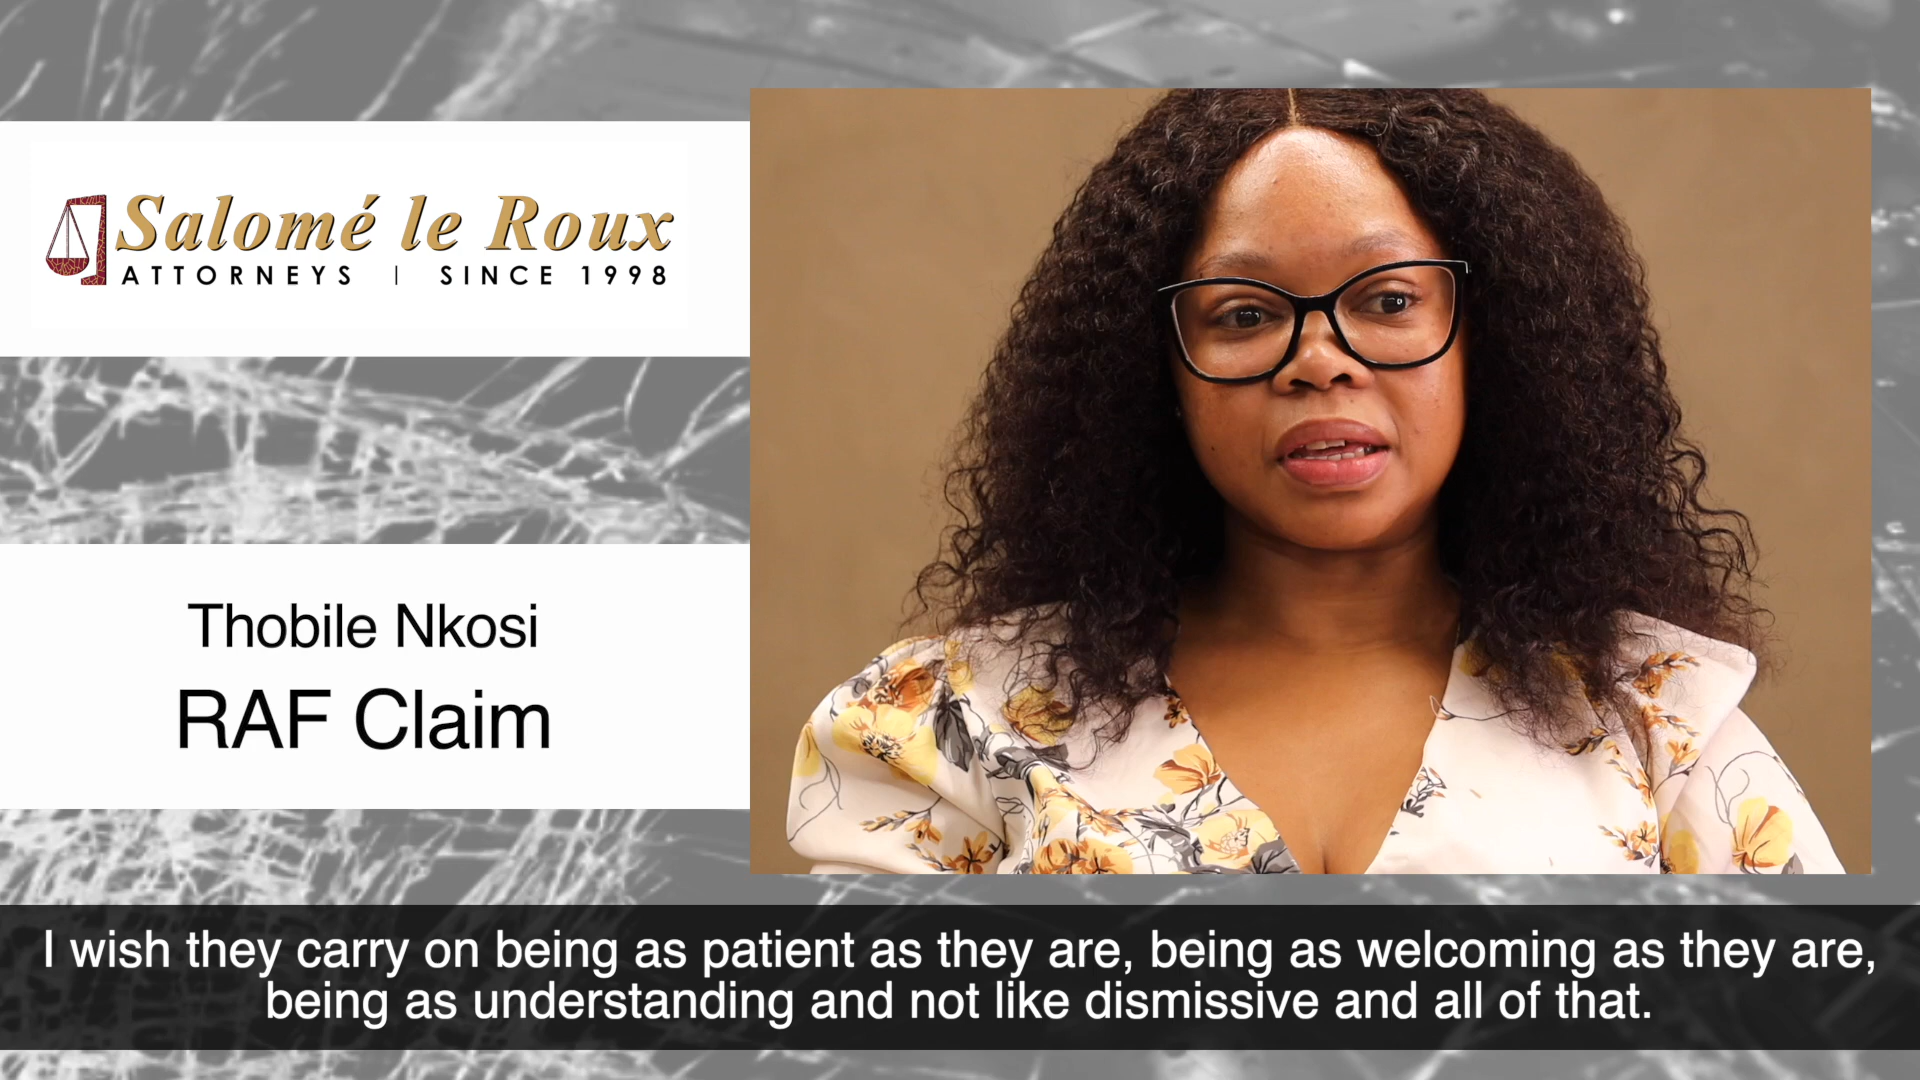 Salomé le Roux
ATTORNEYS | SINCE 1998
Thobile Nkosi
RAF Claim
I wish they carry on being as patient as they are, being as welcoming as they are,
being as understanding and not like dismissive and all of that.